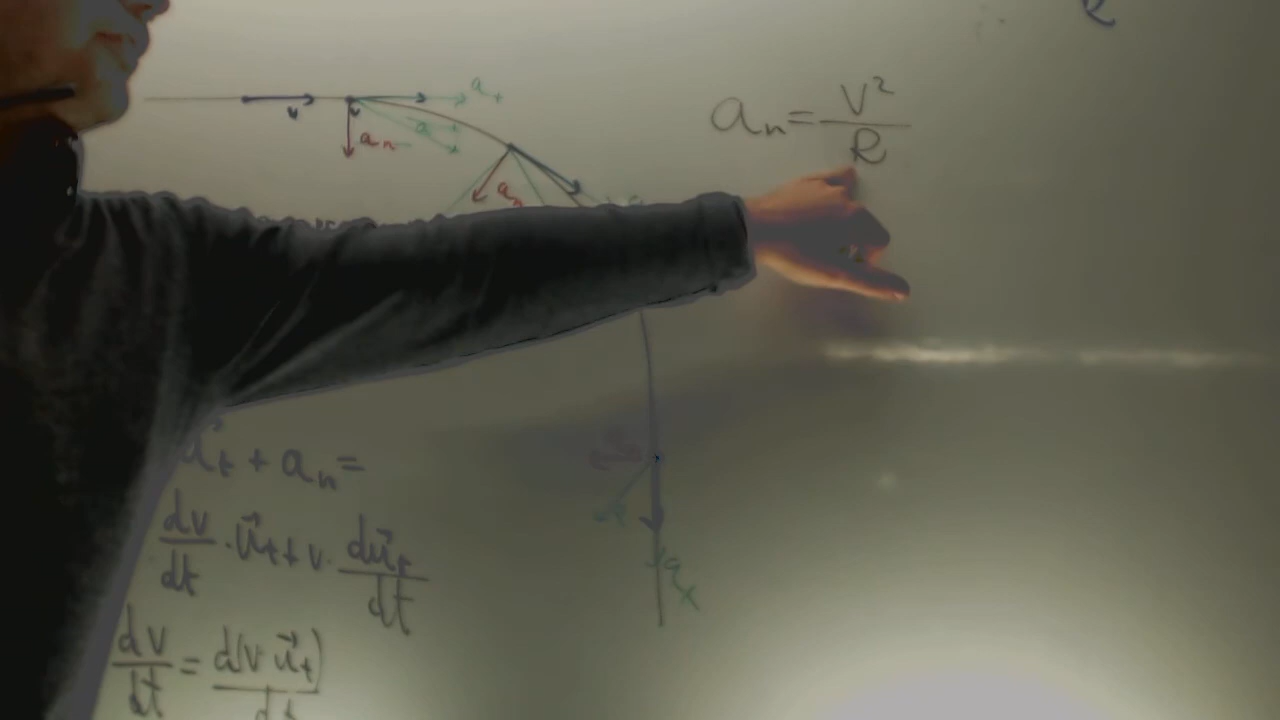 R
a_t
v
v
a_n
a
a_n
a_n = V²/R
a_t + a_n =
dv/dt · u⃗_t + v · du⃗_t/dt
dv/dt = d(v u⃗_t)/dt